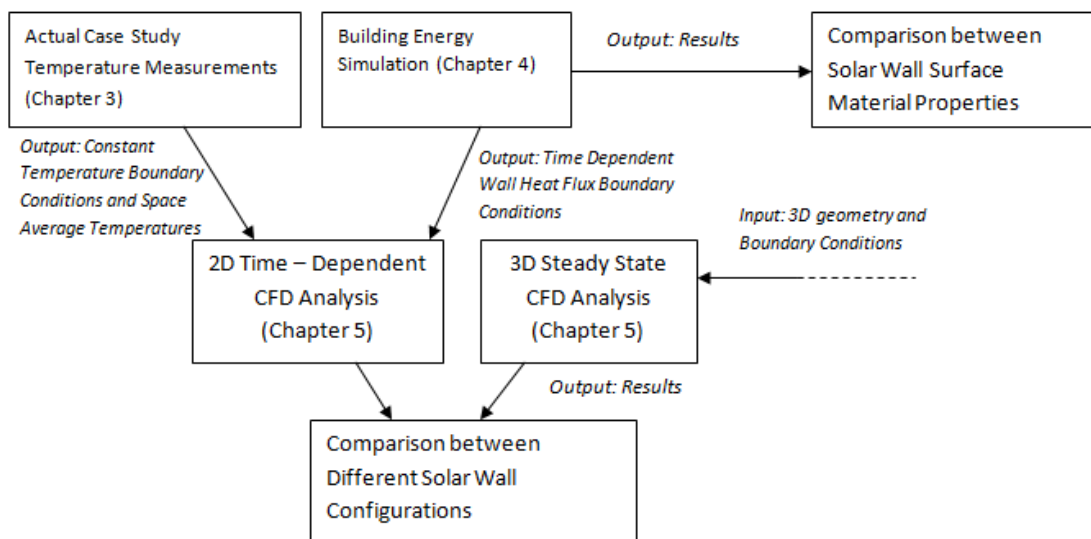 Actual Case Study
Temperature Measurements
(Chapter 3)
Building Energy
Simulation (Chapter 4)
Output: Results
Comparison between
Solar Wall Surface
Material Properties
Output: Constant
Temperature Boundary
Conditions and Space
Average Temperatures
Output: Time Dependent
Wall Heat Flux Boundary
Conditions
Input: 3D geometry and
Boundary Conditions
2D Time – Dependent
CFD Analysis
(Chapter 5)
3D Steady State
CFD Analysis
(Chapter 5)
Output: Results
Comparison between
Different Solar Wall
Configurations